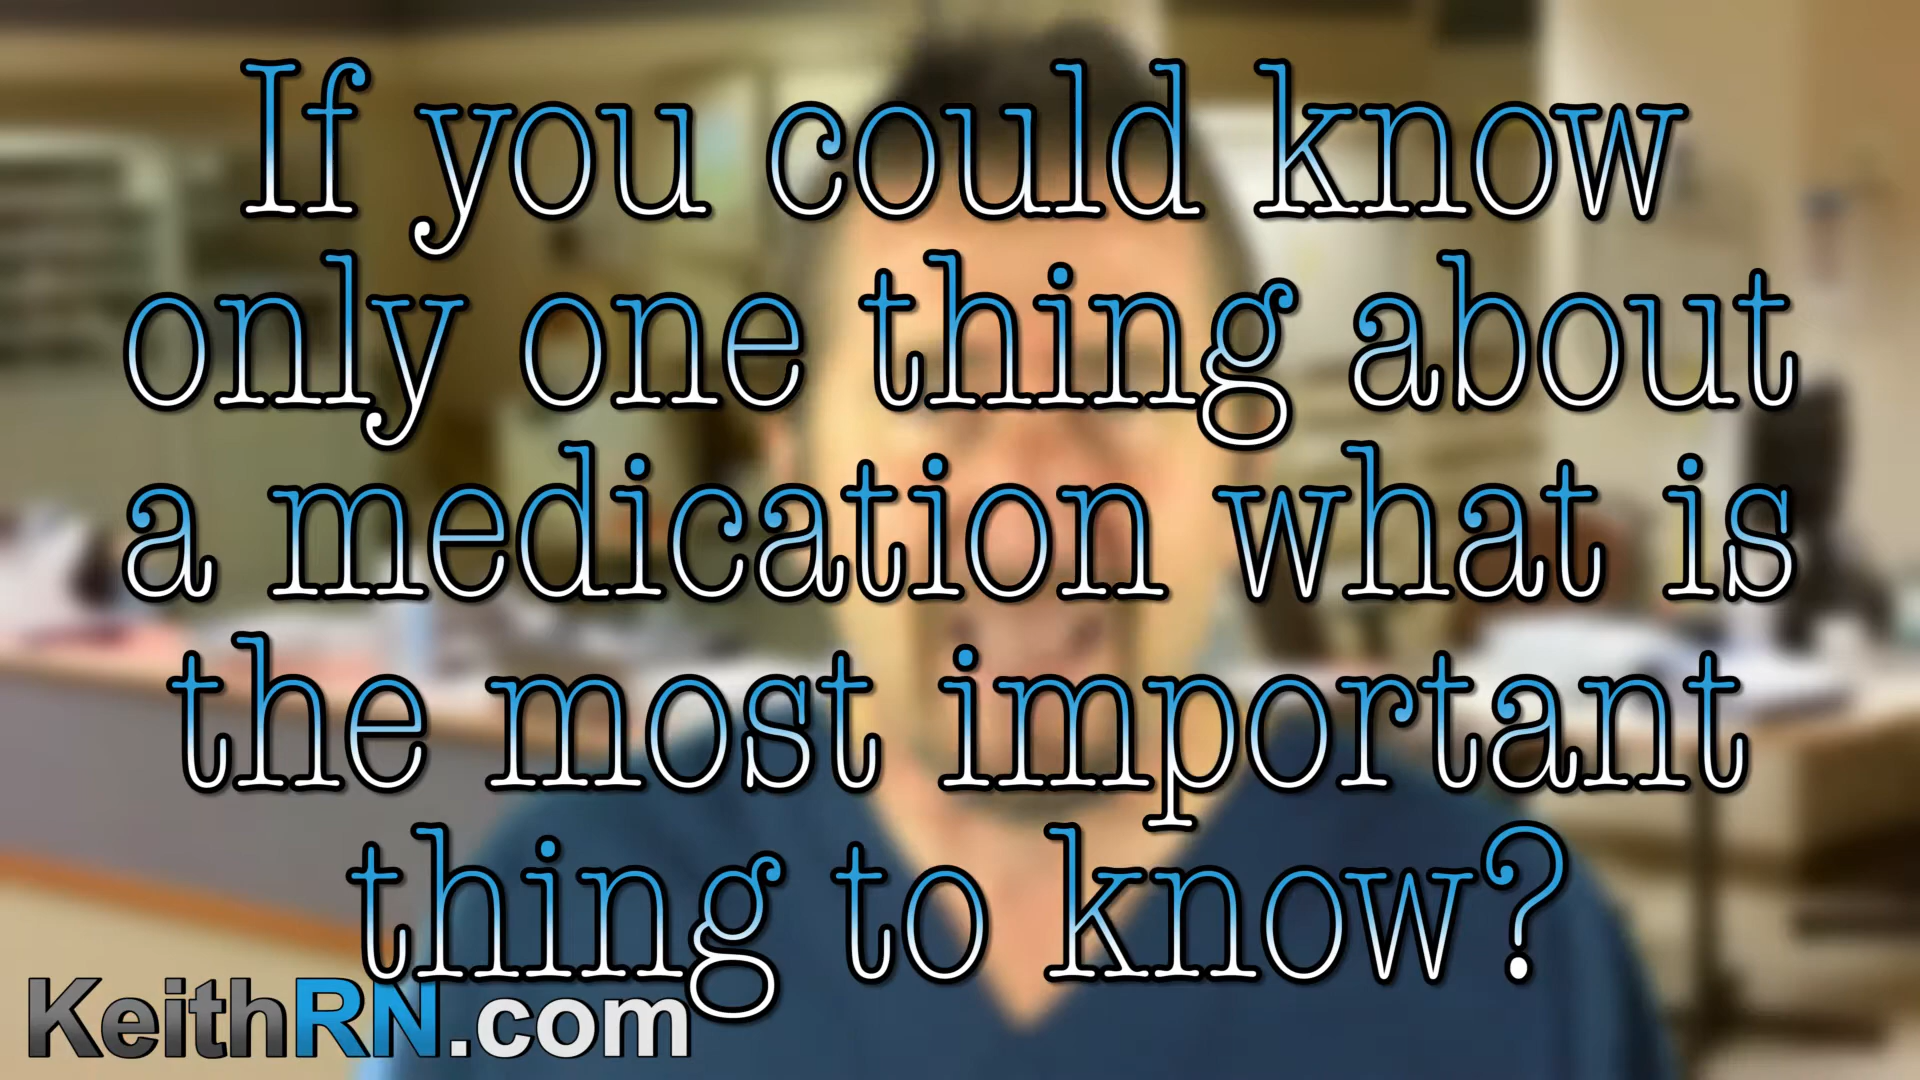 If you could know
only one thing about
a medication what is
the most important
thing to know?
KeithRN.com